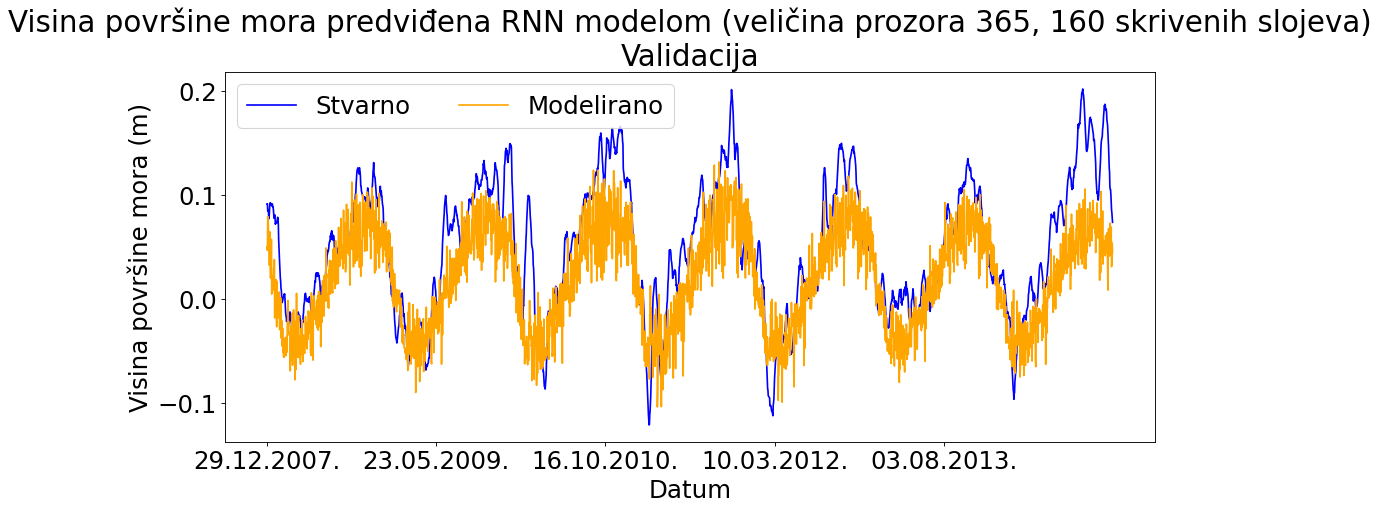 Visina površine mora predviđena RNN modelom (veličina prozora 365, 160 skrivenih slojeva)
Validacija
Stvarno Modelirano
Visina površine mora (m)
0.2
0.1
0.0
−0.1
29.12.2007. 23.05.2009. 16.10.2010. 10.03.2012. 03.08.2013.
Datum